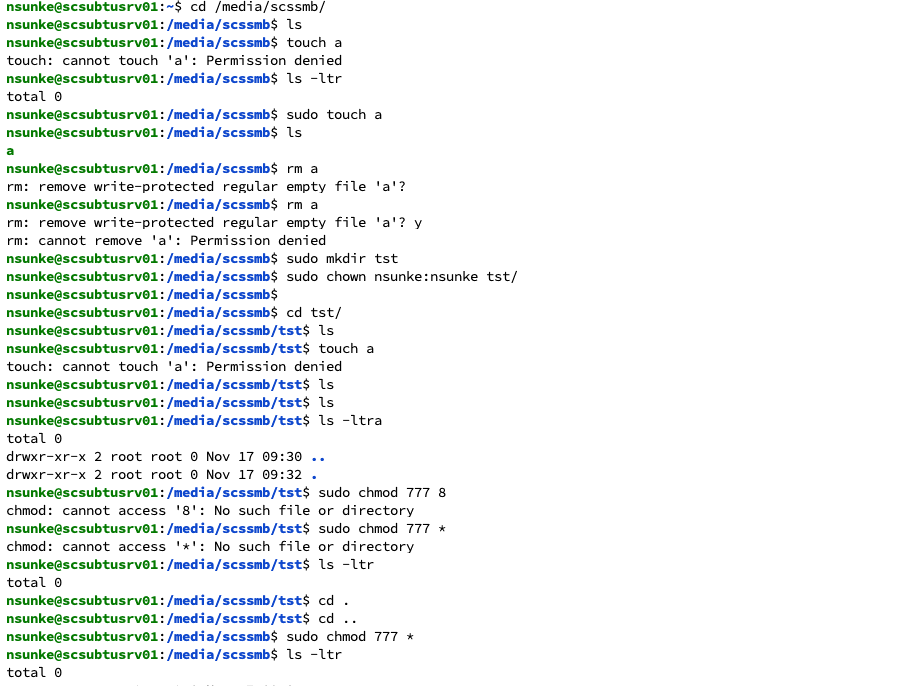 nsunke@scsubtusrv01:~$ cd /media/scssmb/
nsunke@scsubtusrv01:/media/scssmb$ ls
nsunke@scsubtusrv01:/media/scssmb$ touch a
touch: cannot touch 'a': Permission denied
nsunke@scsubtusrv01:/media/scssmb$ ls -ltr
total 0
nsunke@scsubtusrv01:/media/scssmb$ sudo touch a
nsunke@scsubtusrv01:/media/scssmb$ ls
a
nsunke@scsubtusrv01:/media/scssmb$ rm a
rm: remove write-protected regular empty file 'a'?
nsunke@scsubtusrv01:/media/scssmb$ rm a
rm: remove write-protected regular empty file 'a'? y
rm: cannot remove 'a': Permission denied
nsunke@scsubtusrv01:/media/scssmb$ sudo mkdir tst
nsunke@scsubtusrv01:/media/scssmb$ sudo chown nsunke:nsunke tst/
nsunke@scsubtusrv01:/media/scssmb$
nsunke@scsubtusrv01:/media/scssmb$ cd tst/
nsunke@scsubtusrv01:/media/scssmb/tst$ ls
nsunke@scsubtusrv01:/media/scssmb/tst$ touch a
touch: cannot touch 'a': Permission denied
nsunke@scsubtusrv01:/media/scssmb/tst$ ls
nsunke@scsubtusrv01:/media/scssmb/tst$ ls
nsunke@scsubtusrv01:/media/scssmb/tst$ ls -ltra
total 0
drwxr-xr-x 2 root root 0 Nov 17 09:30 ..
drwxr-xr-x 2 root root 0 Nov 17 09:32 .
nsunke@scsubtusrv01:/media/scssmb/tst$ sudo chmod 777 8
chmod: cannot access '8': No such file or directory
nsunke@scsubtusrv01:/media/scssmb/tst$ sudo chmod 777 *
chmod: cannot access '*': No such file or directory
nsunke@scsubtusrv01:/media/scssmb/tst$ ls -ltr
total 0
nsunke@scsubtusrv01:/media/scssmb/tst$ cd .
nsunke@scsubtusrv01:/media/scssmb/tst$ cd ..
nsunke@scsubtusrv01:/media/scssmb$ sudo chmod 777 *
nsunke@scsubtusrv01:/media/scssmb$ ls -ltr
total 0